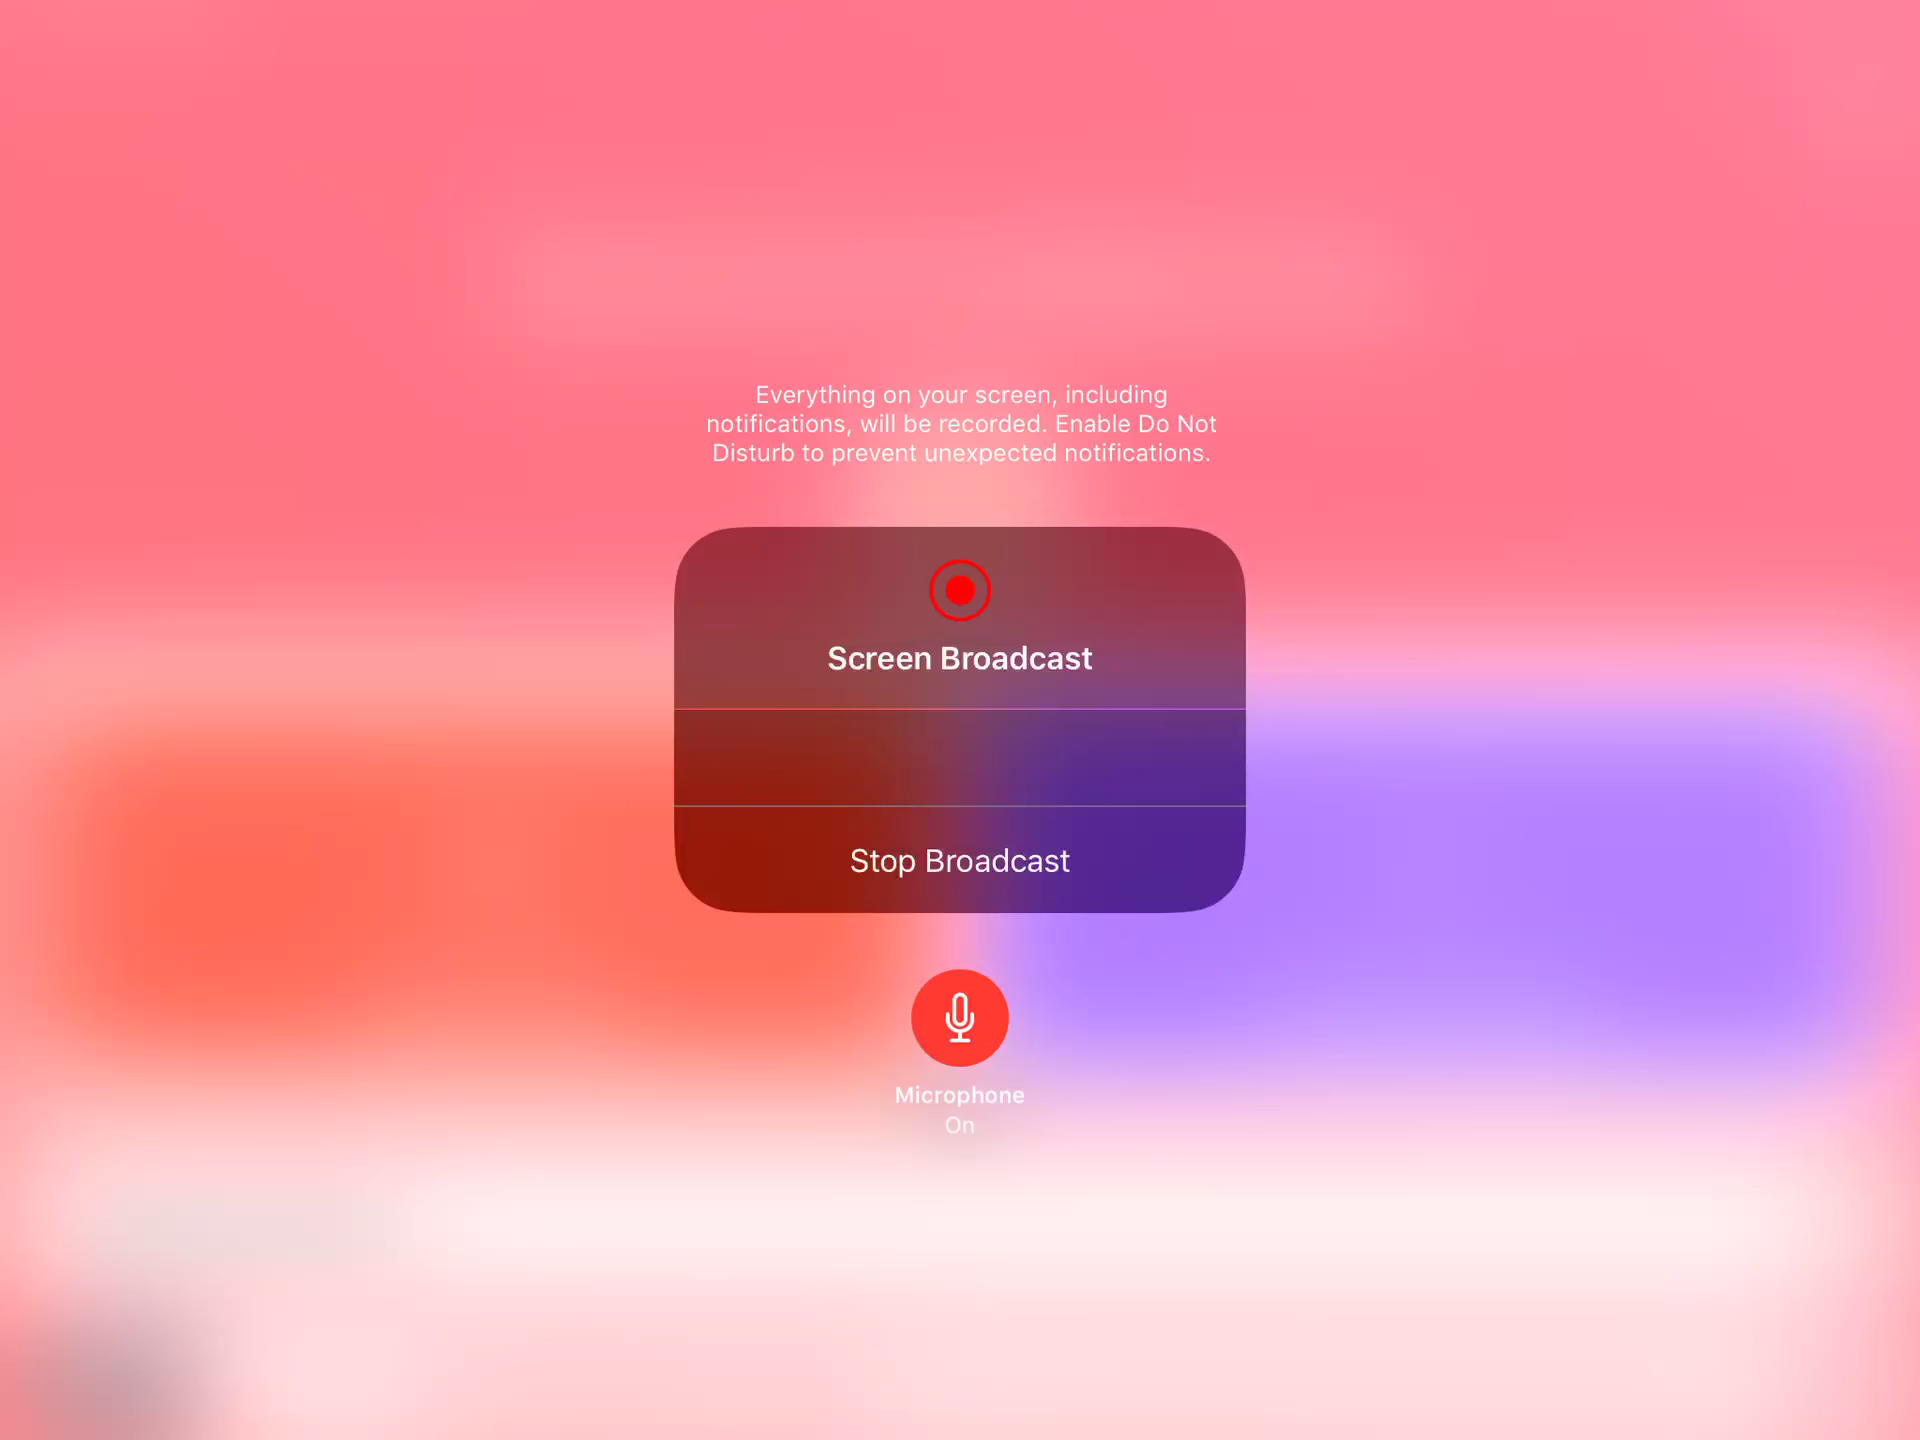 Everything on your screen, including
notifications, will be recorded. Enable Do Not
Disturb to prevent unexpected notifications.
Screen Broadcast
Stop Broadcast
Microphone
On